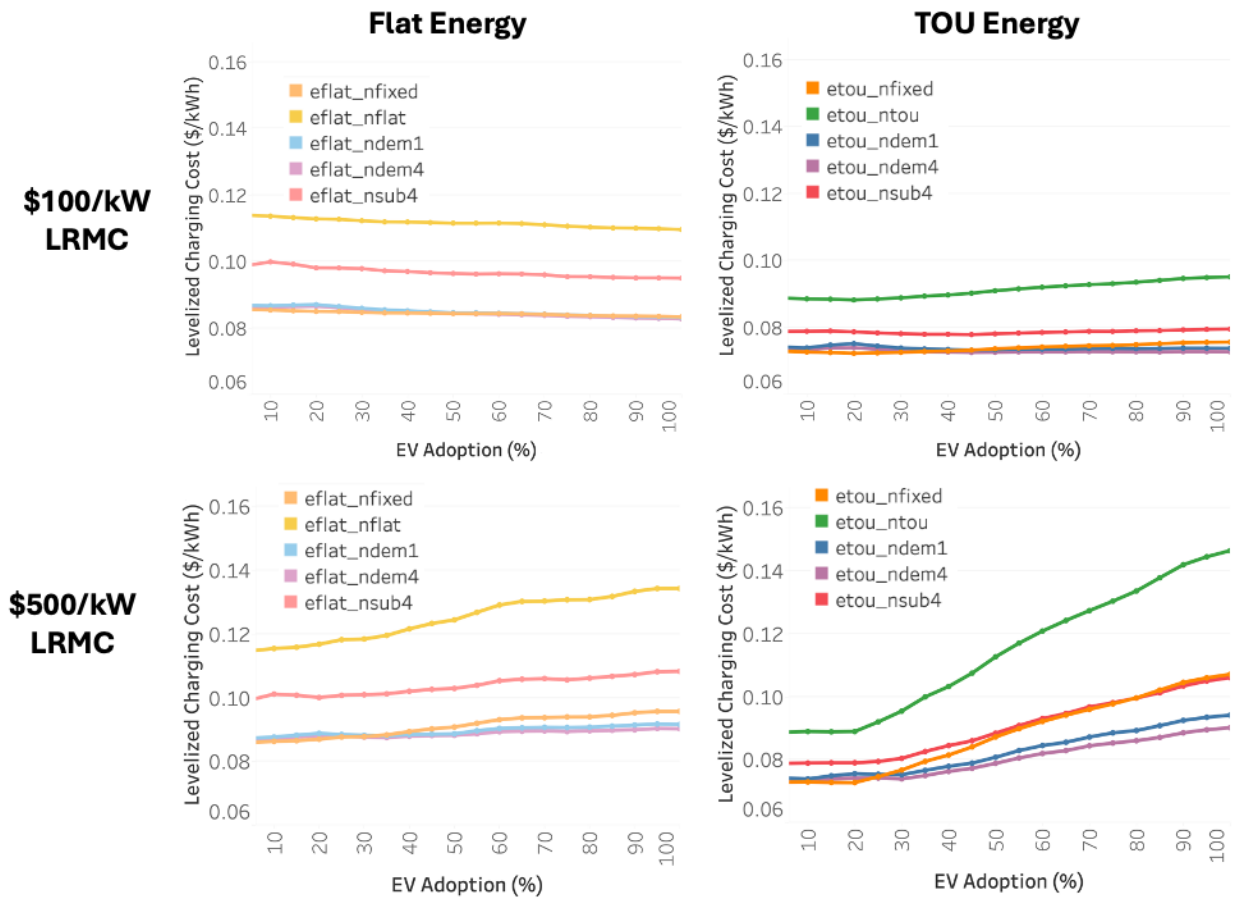 Flat Energy
TOU Energy
$100/kW
LRMC
Levelized Charging Cost ($/kWh)
0.16
0.14
0.12
0.10
0.08
0.06
eflat_nfixed
eflat_nflat
eflat_ndem1
eflat_ndem4
eflat_nsub4
10
20
30
40
50
60
70
80
90
100
EV Adoption (%)
Levelized Charging Cost ($/kWh)
0.16
0.14
0.12
0.10
0.08
0.06
etou_nfixed
etou_ntou
etou_ndem1
etou_ndem4
etou_nsub4
10
20
30
40
50
60
70
80
90
100
EV Adoption (%)
$500/kW
LRMC
Levelized Charging Cost ($/kWh)
0.16
0.14
0.12
0.10
0.08
0.06
eflat_nfixed
eflat_nflat
eflat_ndem1
eflat_ndem4
eflat_nsub4
10
20
30
40
50
60
70
80
90
100
EV Adoption (%)
Levelized Charging Cost ($/kWh)
0.16
0.14
0.12
0.10
0.08
0.06
etou_nfixed
etou_ntou
etou_ndem1
etou_ndem4
etou_nsub4
10
20
30
40
50
60
70
80
90
100
EV Adoption (%)